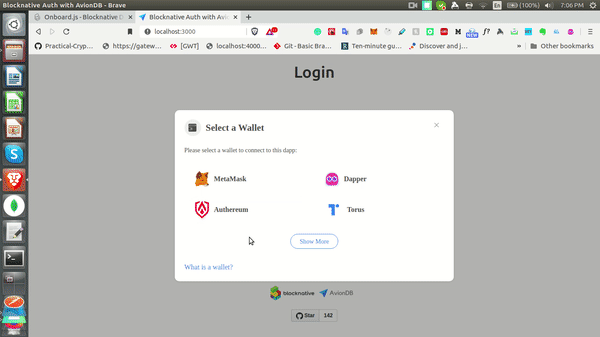 Blocknative Auth with AvionDB - Brave
En
(100%)
7:06 PM
Onboard.js - Blocknative D
Blocknative Auth with AvionDB
localhost:3000
Practical-Cryp
https://gatew
[GWT]
localhost:4000...
Git - Basic Bra...
Ten-minute gu...
Discover and j...
Other bookmarks
Login
Select a Wallet
Please select a wallet to connect to this dapp:
MetaMask
Dapper
Authereum
Torus
Show More
What is a wallet?
blocknative
AvionDB
Star
142